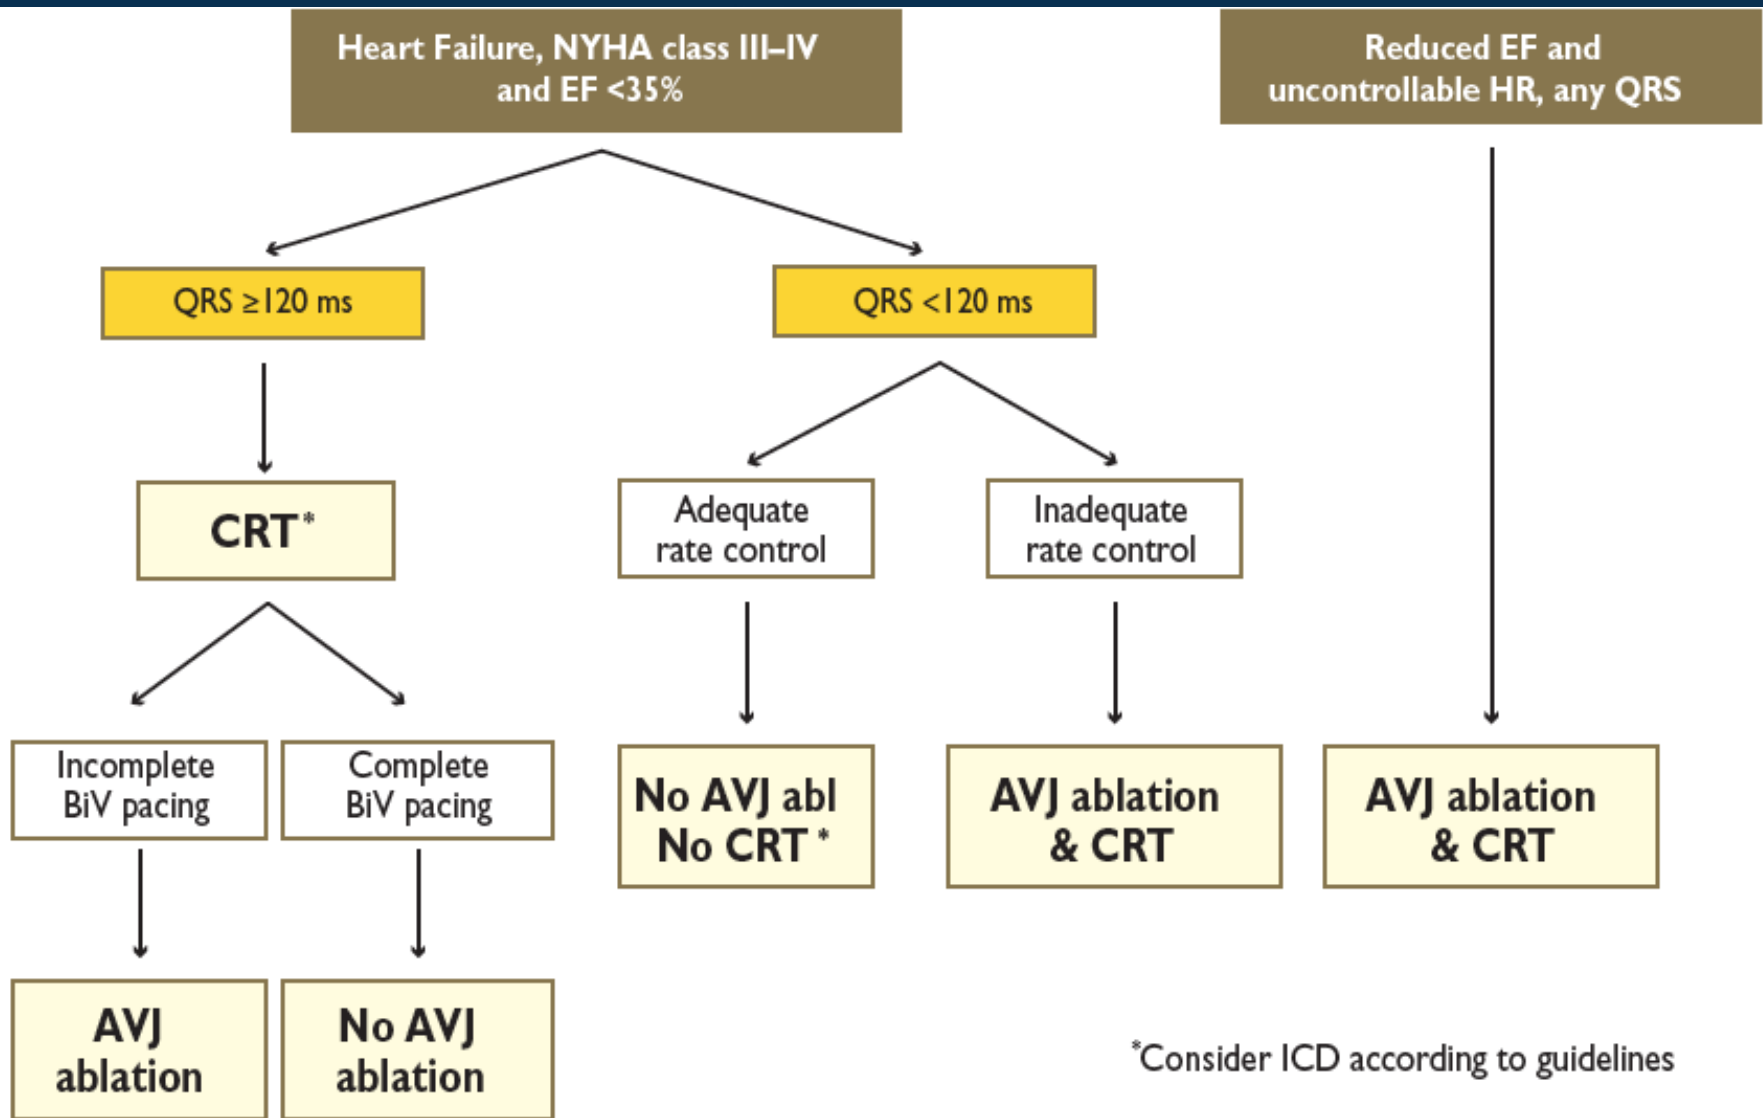 Heart Failure, NYHA class III–IV
and EF <35%
Reduced EF and
uncontrollable HR, any QRS
QRS ≥120 ms
QRS <120 ms
CRT*
Adequate
rate control
Inadequate
rate control
Incomplete
BiV pacing
Complete
BiV pacing
No AVJ abl
No CRT *
AVJ ablation
& CRT
AVJ ablation
& CRT
AVJ
ablation
No AVJ
ablation
*Consider ICD according to guidelines